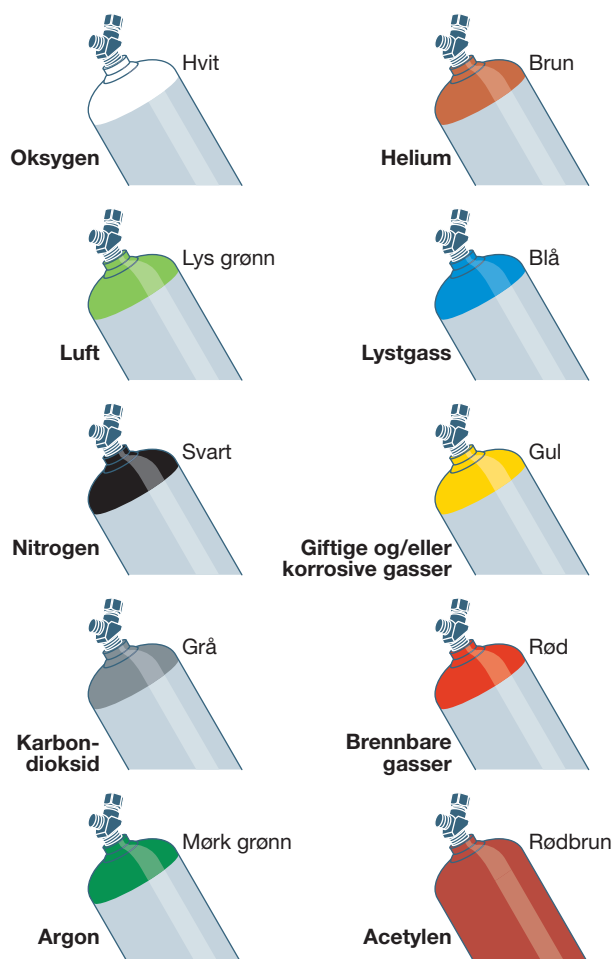 Hvit
Oksygen
Brun
Helium
Lys grønn
Luft
Blå
Lystgass
Svart
Nitrogen
Gul
Giftige og/eller
korrosive gasser
Grå
Karbon-
dioksid
Rød
Brennbare
gasser
Mørk grønn
Argon
Rødbrun
Acetylen